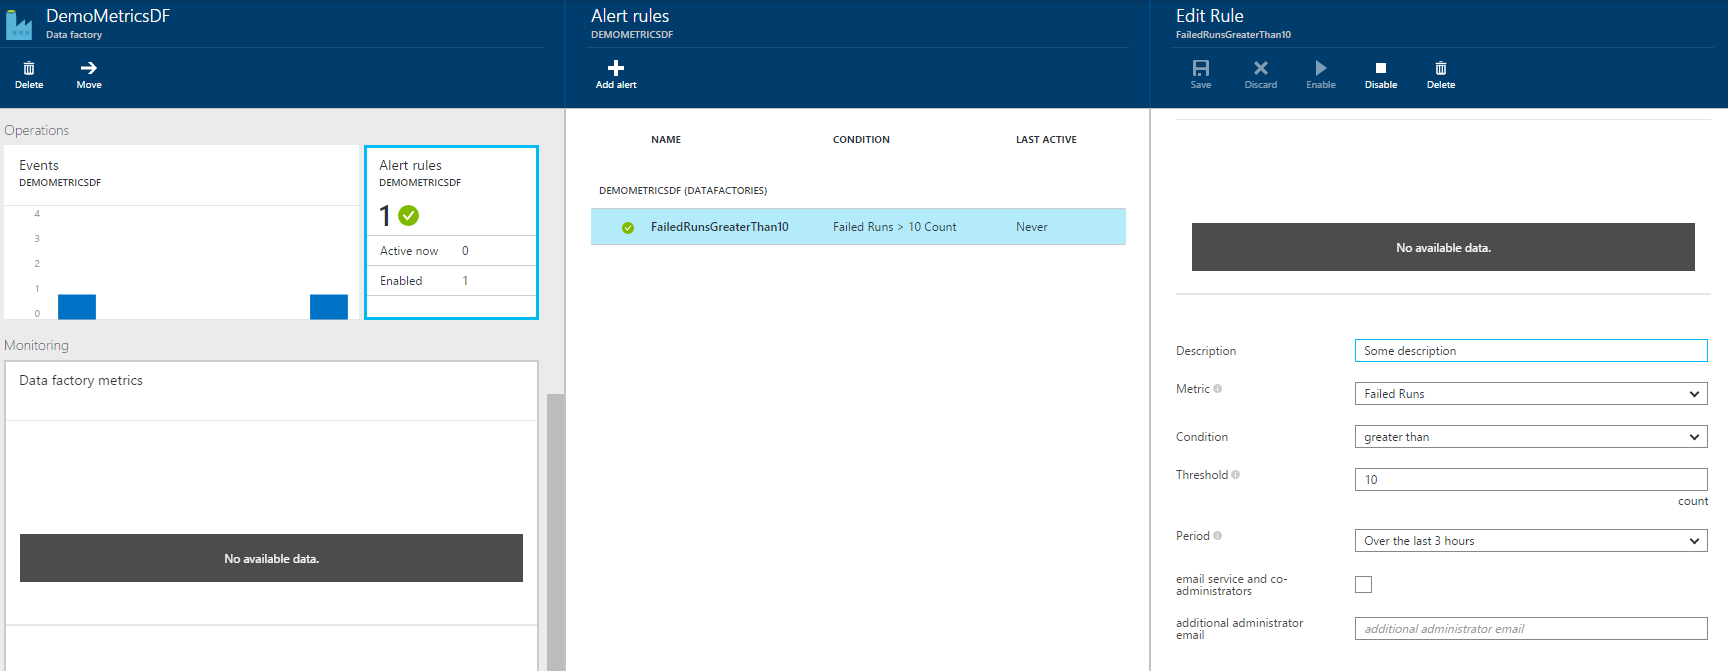 DemoMetricsDF
Data factory
Delete
Move
Operations
Events
DEMOMETRICSDF
4
3
2
1
0
Alert rules
DEMOMETRICSDF
1
Active now 0
Enabled 1
Monitoring
Data factory metrics
No available data.
Alert rules
DEMOMETRICSDF
Add alert
NAME CONDITION LAST ACTIVE
DEMOMETRICSDF (DATAFACTORIES)
FailedRunsGreaterThan10 Failed Runs > 10 Count Never
Edit Rule
FailedRunsGreaterThan10
Save Discard Enable Disable Delete
No available data.
Description Some description
Metric Failed Runs
Condition greater than
Threshold 10
count
Period Over the last 3 hours
email service and co-
administrators
additional administrator
email
additional administrator email